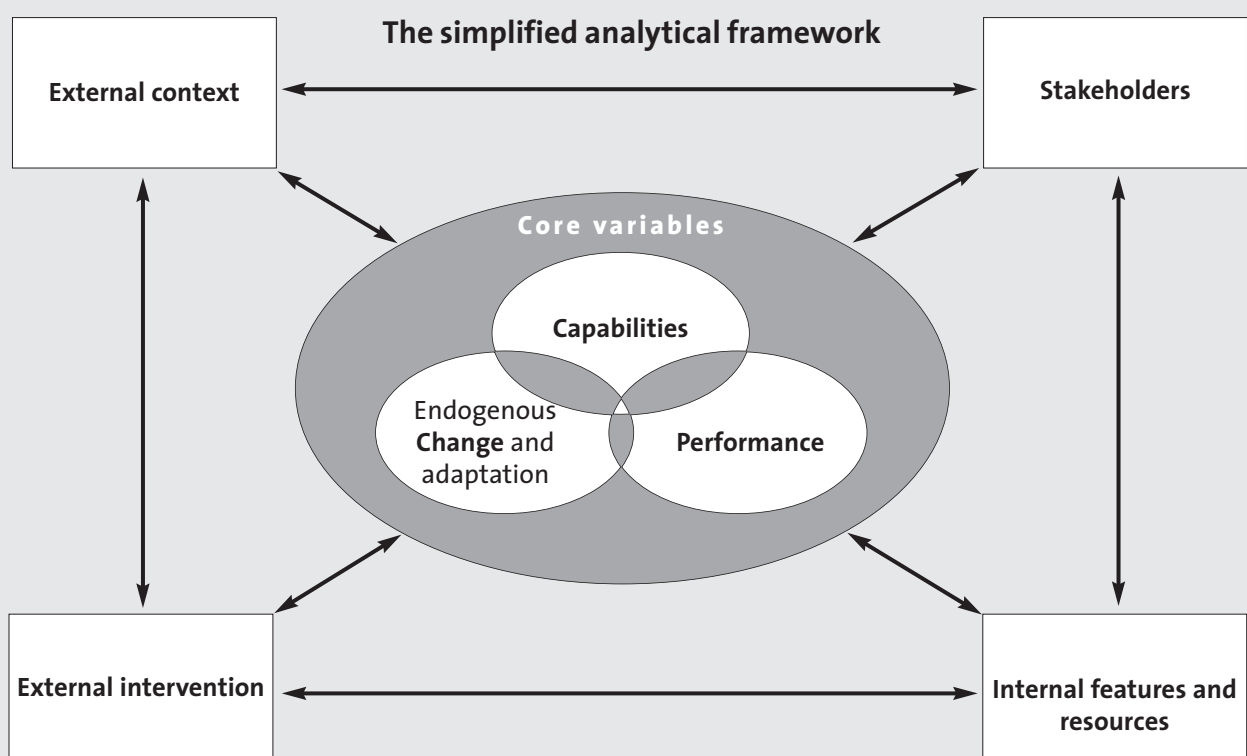 The simplified analytical framework
External context
Stakeholders
Core variables
Capabilities
Endogenous
Change and
adaptation
Performance
External intervention
Internal features and
resources